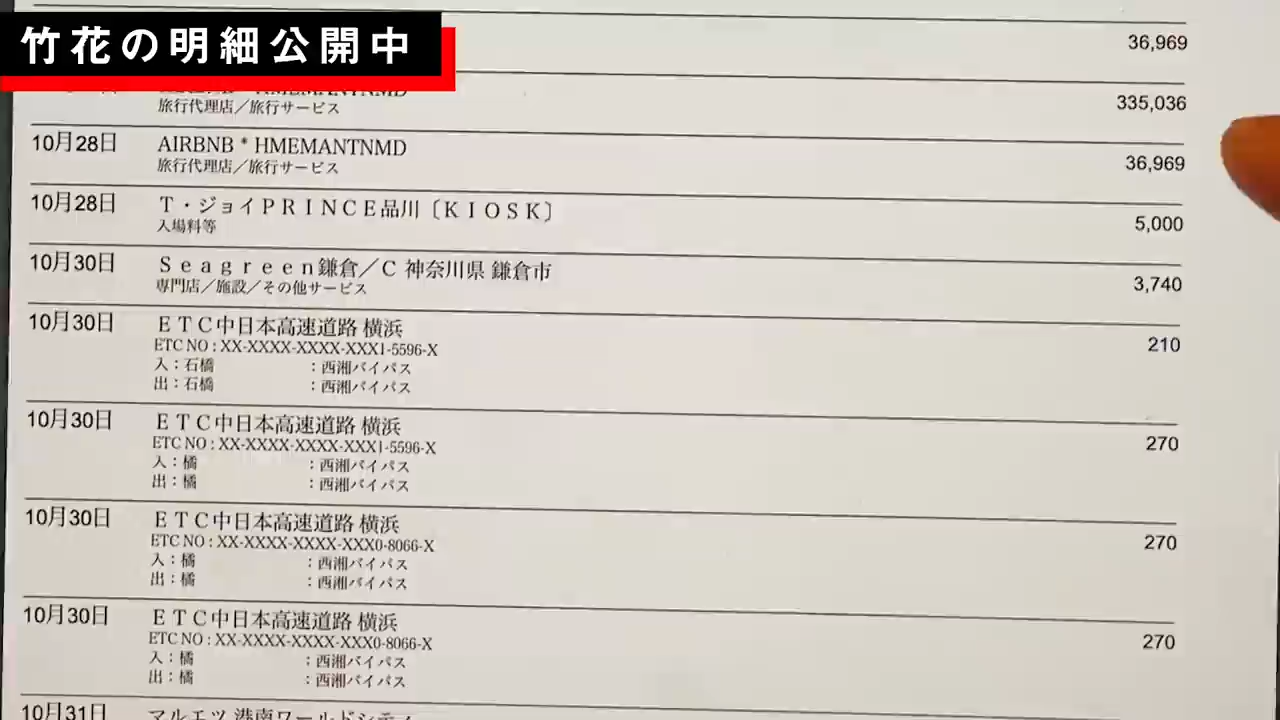 竹花の明細公開中
36,969
335,036
旅行代理店／旅行サービス
10月28日 AIRBNB * HMEMANTNMD 36,969
旅行代理店／旅行サービス
10月28日 Ｔ・ジョイＰＲＩＮＣＥ品川〔ＫＩＯＳＫ〕 5,000
入場料等
10月30日 Ｓｅａｇｒｅｅｎ鎌倉／Ｃ 神奈川県 鎌倉市 3,740
専門店／施設／その他サービス
10月30日 ＥＴＣ中日本高速道路 横浜 210
ETC NO : XX-XXXX-XXXX-XXX1-5596-X
入：石橋 ：西湘バイパス
出：石橋 ：西湘バイパス
10月30日 ＥＴＣ中日本高速道路 横浜 270
ETC NO : XX-XXXX-XXXX-XXX1-5596-X
入：橘 ：西湘バイパス
出：橘 ：西湘バイパス
10月30日 ＥＴＣ中日本高速道路 横浜 270
ETC NO : XX-XXXX-XXXX-XXX0-8066-X
入：橘 ：西湘バイパス
出：橘 ：西湘バイパス
10月30日 ＥＴＣ中日本高速道路 横浜 270
ETC NO : XX-XXXX-XXXX-XXX0-8066-X
入：橘 ：西湘バイパス
出：橘 ：西湘バイパス
10月31日 マルエツ 港南ワールドシティ